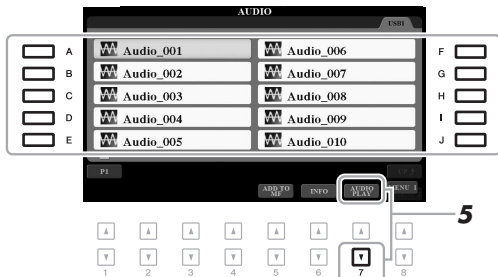 AUDIO
USB1
A Audio_001 Audio_006 F
B Audio_002 Audio_007 G
C Audio_003 Audio_008 H
D Audio_004 Audio_009 I
E Audio_005 Audio_010 J
P1
ADD TO MF INFO AUDIO PLAY MENU 1
5
1 2 3 4 5 6 7 8